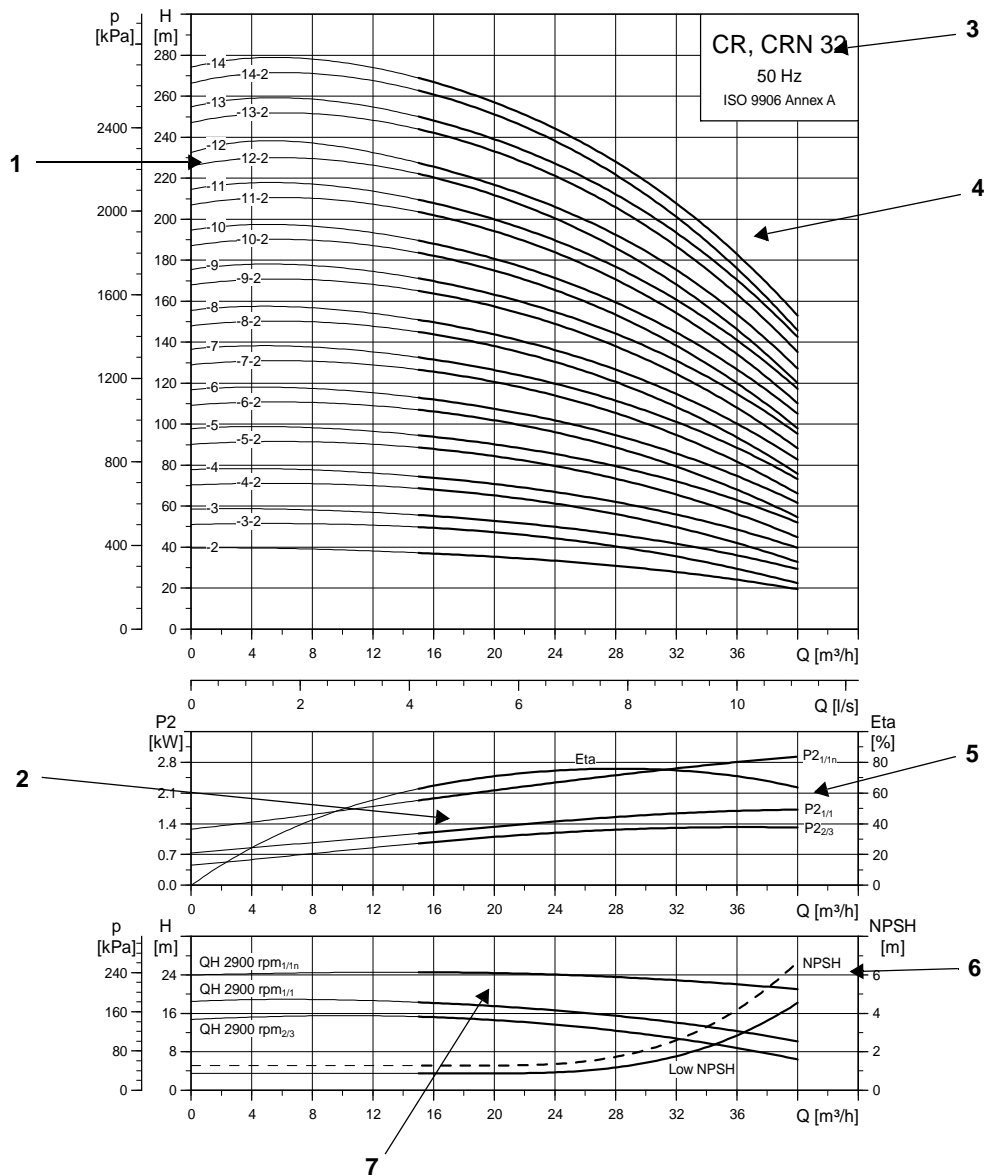 p
[kPa]
H
[m]
280
260
240
220
200
180
160
140
120
100
80
60
40
20
0
2400
2000
1600
1200
800
400
0
-14
-14-2
-13
-13-2
-12
-12-2
-11
-11-2
-10
-10-2
-9
-9-2
-8
-8-2
-7
-7-2
-6
-6-2
-5
-5-2
-4
-4-2
-3
-3-2
-2
CR, CRN 32
50 Hz
ISO 9906 Annex A
1
3
4
0 4 8 12 16 20 24 28 32 36 Q [m³/h]
0 2 4 6 8 10 Q [l/s]
P2
[kW]
2.8
2.1
1.4
0.7
0.0
Eta
P2 1/1n
P2 1/1
P2 2/3
Eta
[%]
80
60
40
20
0
2
5
0 4 8 12 16 20 24 28 32 36 Q [m³/h]
p
[kPa]
240
160
80
0
H
[m]
24
16
8
0
QH 2900 rpm 1/1n
QH 2900 rpm 1/1
QH 2900 rpm 2/3
NPSH
Low NPSH
NPSH
[m]
6
4
2
0
6
0 4 8 12 16 20 24 28 32 36 Q [m³/h]
7